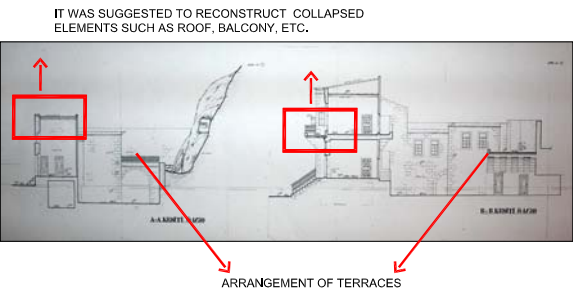 IT WAS SUGGESTED TO RECONSTRUCT COLLAPSED
ELEMENTS SUCH AS ROOF, BALCONY, ETC.
ARRANGEMENT OF TERRACES